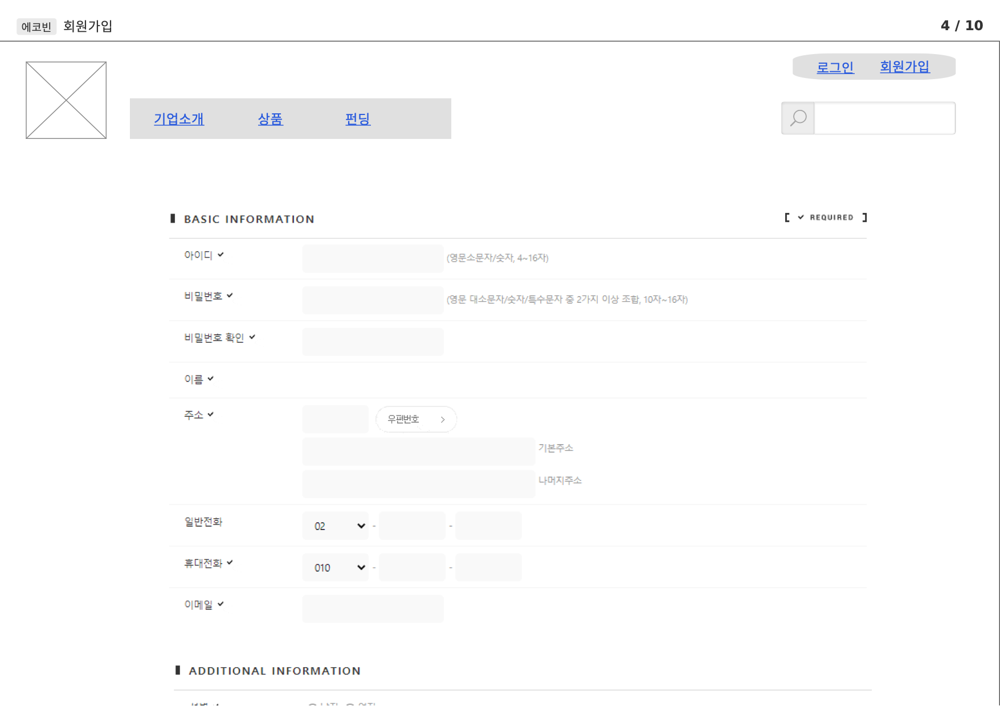 에코빈 회원가입
4 / 10
로그인 회원가입
기업소개 상품 펀딩
BASIC INFORMATION
[ ✔ REQUIRED ]
아이디 ✔ (영문소문자/숫자, 4~16자)
비밀번호 ✔ (영문 대소문자/숫자/특수문자 중 2가지 이상 조합, 10자~16자)
비밀번호 확인 ✔
이름 ✔
주소 ✔ 우편번호 >
기본주소
나머지주소
일반전화 02 - -
휴대전화 ✔ 010 - -
이메일 ✔
ADDITIONAL INFORMATION